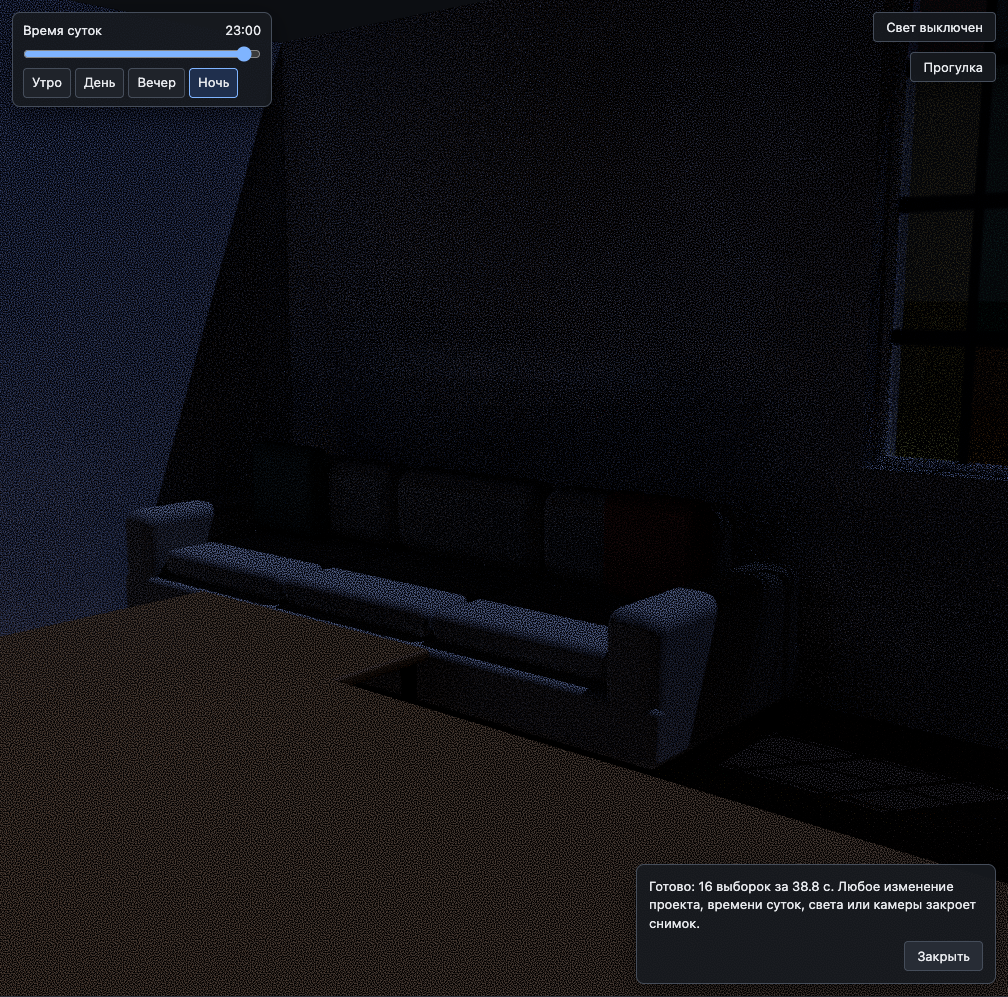 Время суток 23:00
Утро День Вечер Ночь
Свет выключен
Прогулка
Готово: 16 выборок за 38.8 с. Любое изменение
проекта, времени суток, света или камеры закроет
снимок.
Закрыть